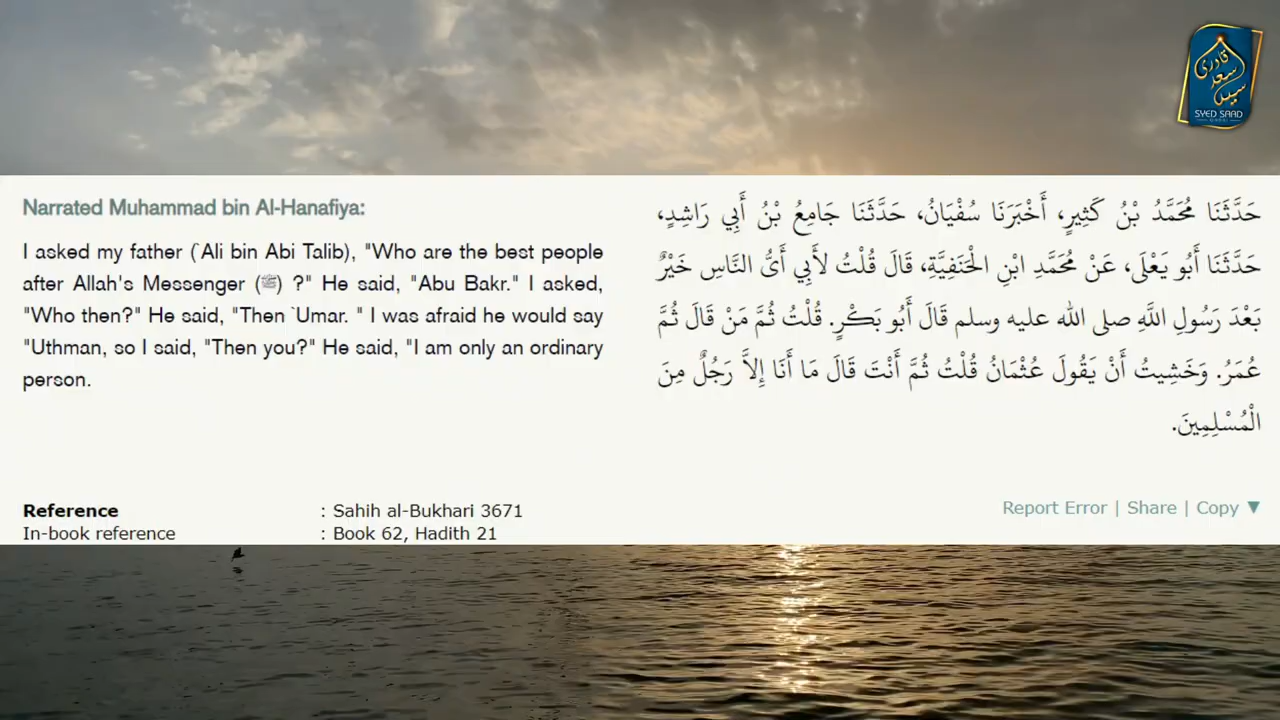 قادری
سعد
سید
SYED SAAD
Narrated Muhammad bin Al-Hanafiya:
I asked my father (`Ali bin Abi Talib), "Who are the best people
after Allah's Messenger (ﷺ) ?" He said, "Abu Bakr." I asked,
"Who then?" He said, "Then `Umar. " I was afraid he would say
"Uthman, so I said, "Then you?" He said, "I am only an ordinary
person.
حَدَّثَنَا مُحَمَّدُ بْنُ كَثِيرٍ، أَخْبَرَنَا سُفْيَانُ، حَدَّثَنَا جَامِعُ بْنُ أَبِي رَاشِدٍ،
حَدَّثَنَا أَبُو يَعْلَى، عَنْ مُحَمَّدِ ابْنِ الْحَنَفِيَّةِ، قَالَ قُلْتُ لأَبِي أَىُّ النَّاسِ خَيْرٌ
بَعْدَ رَسُولِ اللَّهِ صلى الله عليه وسلم قَالَ أَبُو بَكْرٍ. قُلْتُ ثُمَّ مَنْ قَالَ ثُمَّ
عُمَرُ. وَخَشِيتُ أَنْ يَقُولَ عُثْمَانُ قُلْتُ ثُمَّ أَنْتَ قَالَ مَا أَنَا إِلاَّ رَجُلٌ مِنَ
الْمُسْلِمِينَ.
Reference : Sahih al-Bukhari 3671
In-book reference : Book 62, Hadith 21
Report Error | Share | Copy ▼